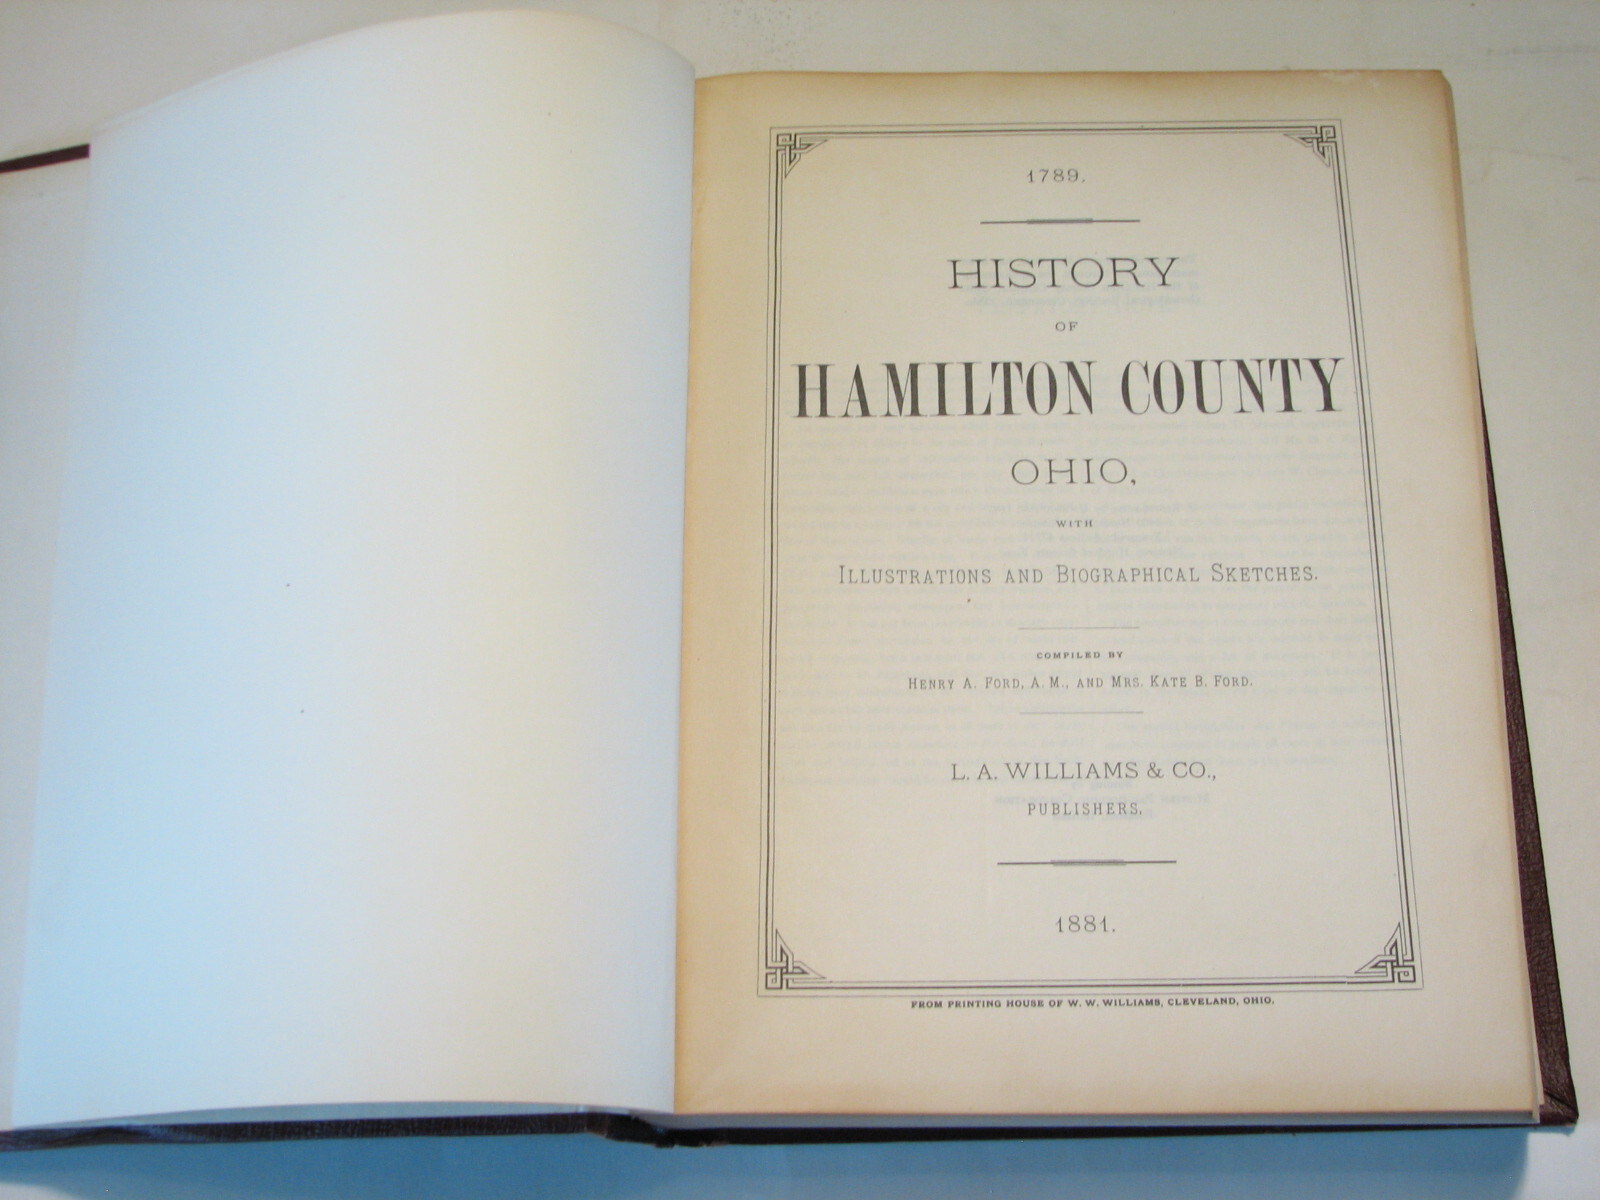 1789.
HISTORY
OF
HAMILTON COUNTY
OHIO,
WITH
ILLUSTRATIONS AND BIOGRAPHICAL SKETCHES.
COMPILED BY
HENRY A. FORD, A. M., AND MRS. KATE B. FORD.
L. A. WILLIAMS & CO.,
PUBLISHERS.
1881.
FROM PRINTING HOUSE OF W. W. WILLIAMS, CLEVELAND, OHIO.